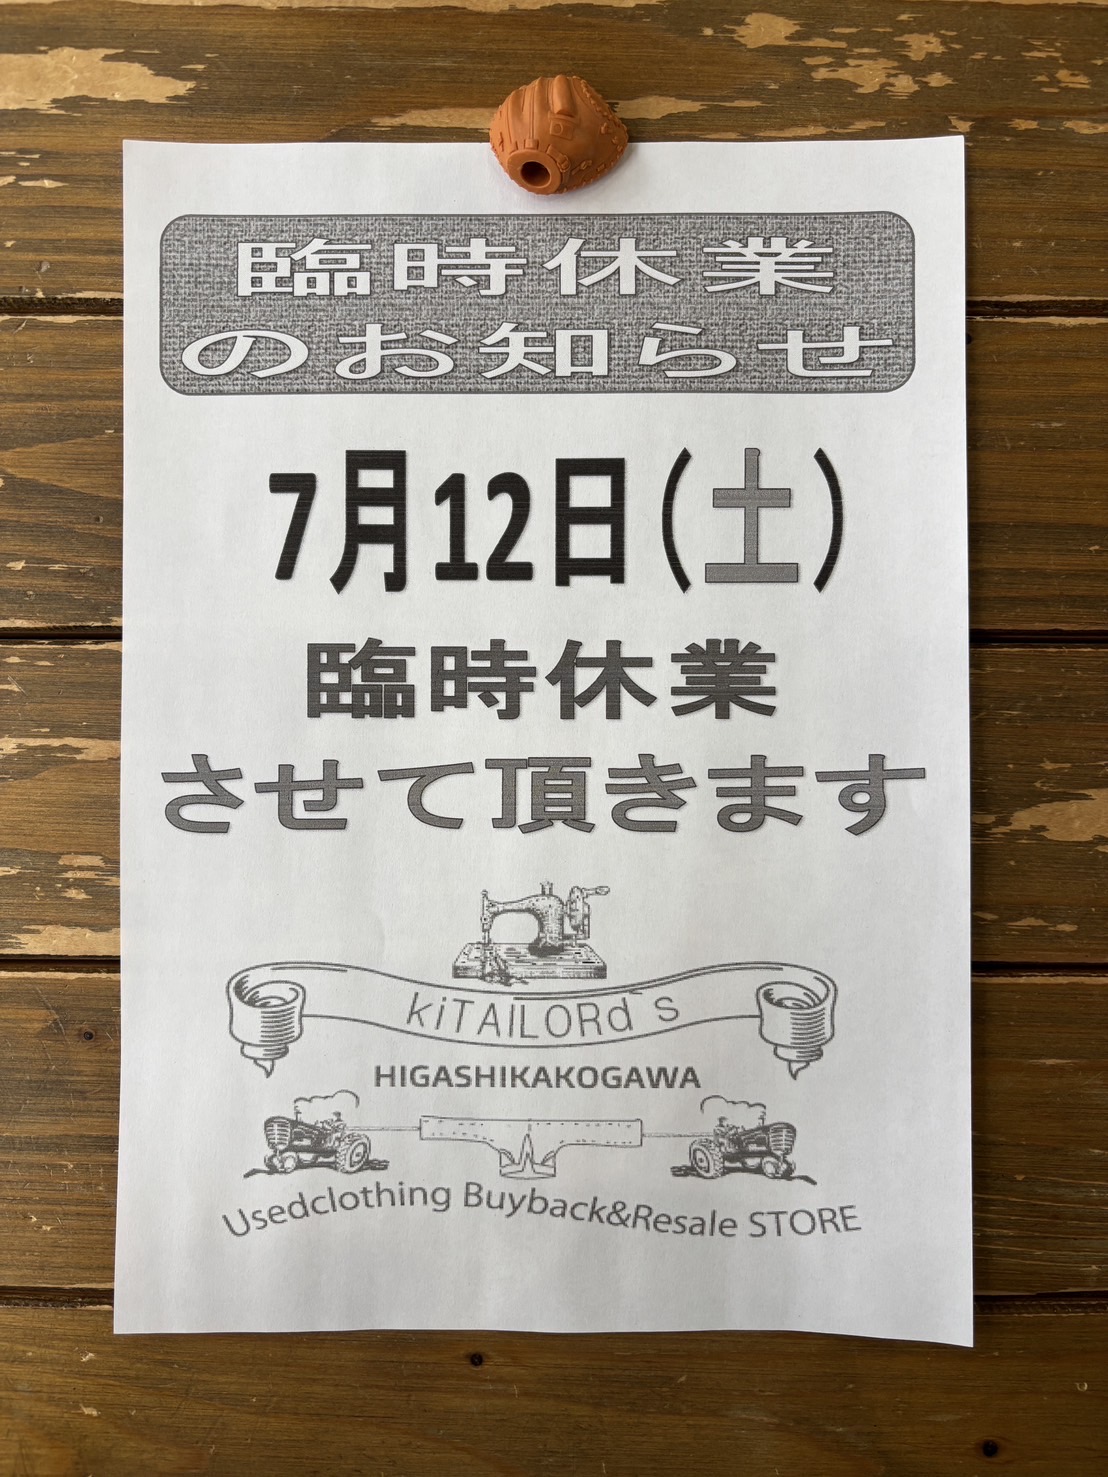 臨時休業
のお知らせ
7月12日(土)
臨時休業
させて頂きます
kiTAILORd`s
HIGASHIKAKOGAWA
Usedclothing Buyback&Resale STORE